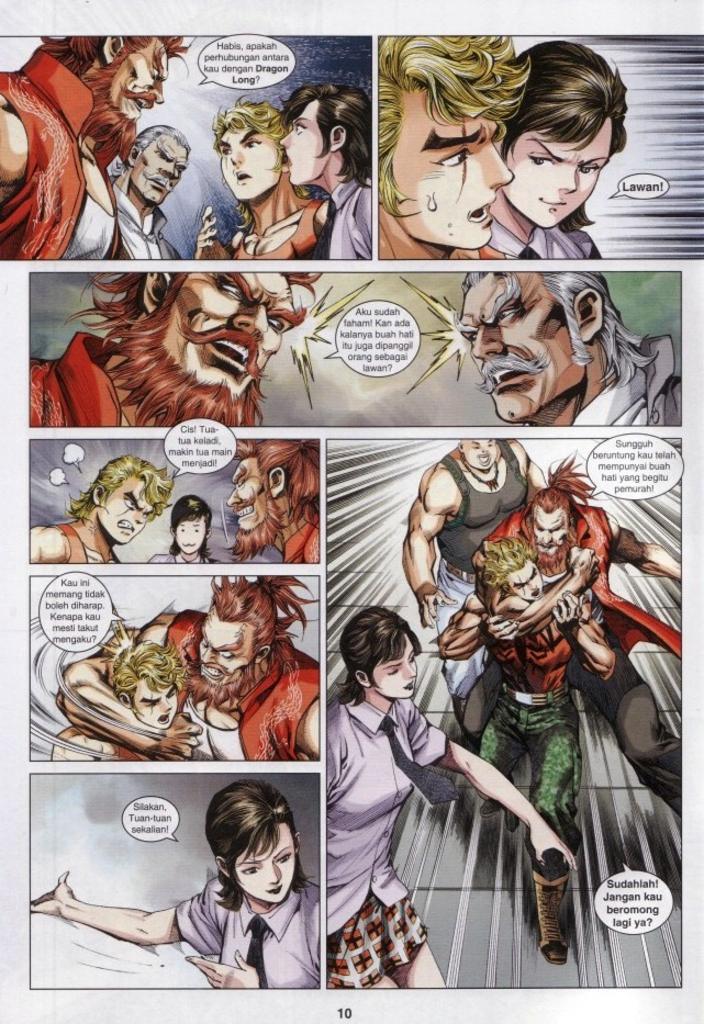 Habis, apakah
perhubungan antara
kau dengan Dragon
Long?
Lawan!
Aku sudah
faham! Kan ada
kalanya buah hati
itu juga dipanggil
orang sebagai
lawan?
Cis! Tua-
tua keladi,
makin tua main
menjadi!
Sungguh
beruntung kau telah
mempunyai buah
hati yang begitu
pemurah!
Kau ini
memang tidak
boleh diharap.
Kenapa kau
mesti takut
mengaku?
Silakan,
Tuan-tuan
sekalian!
Sudahlah!
Jangan kau
beromong
lagi ya?
10